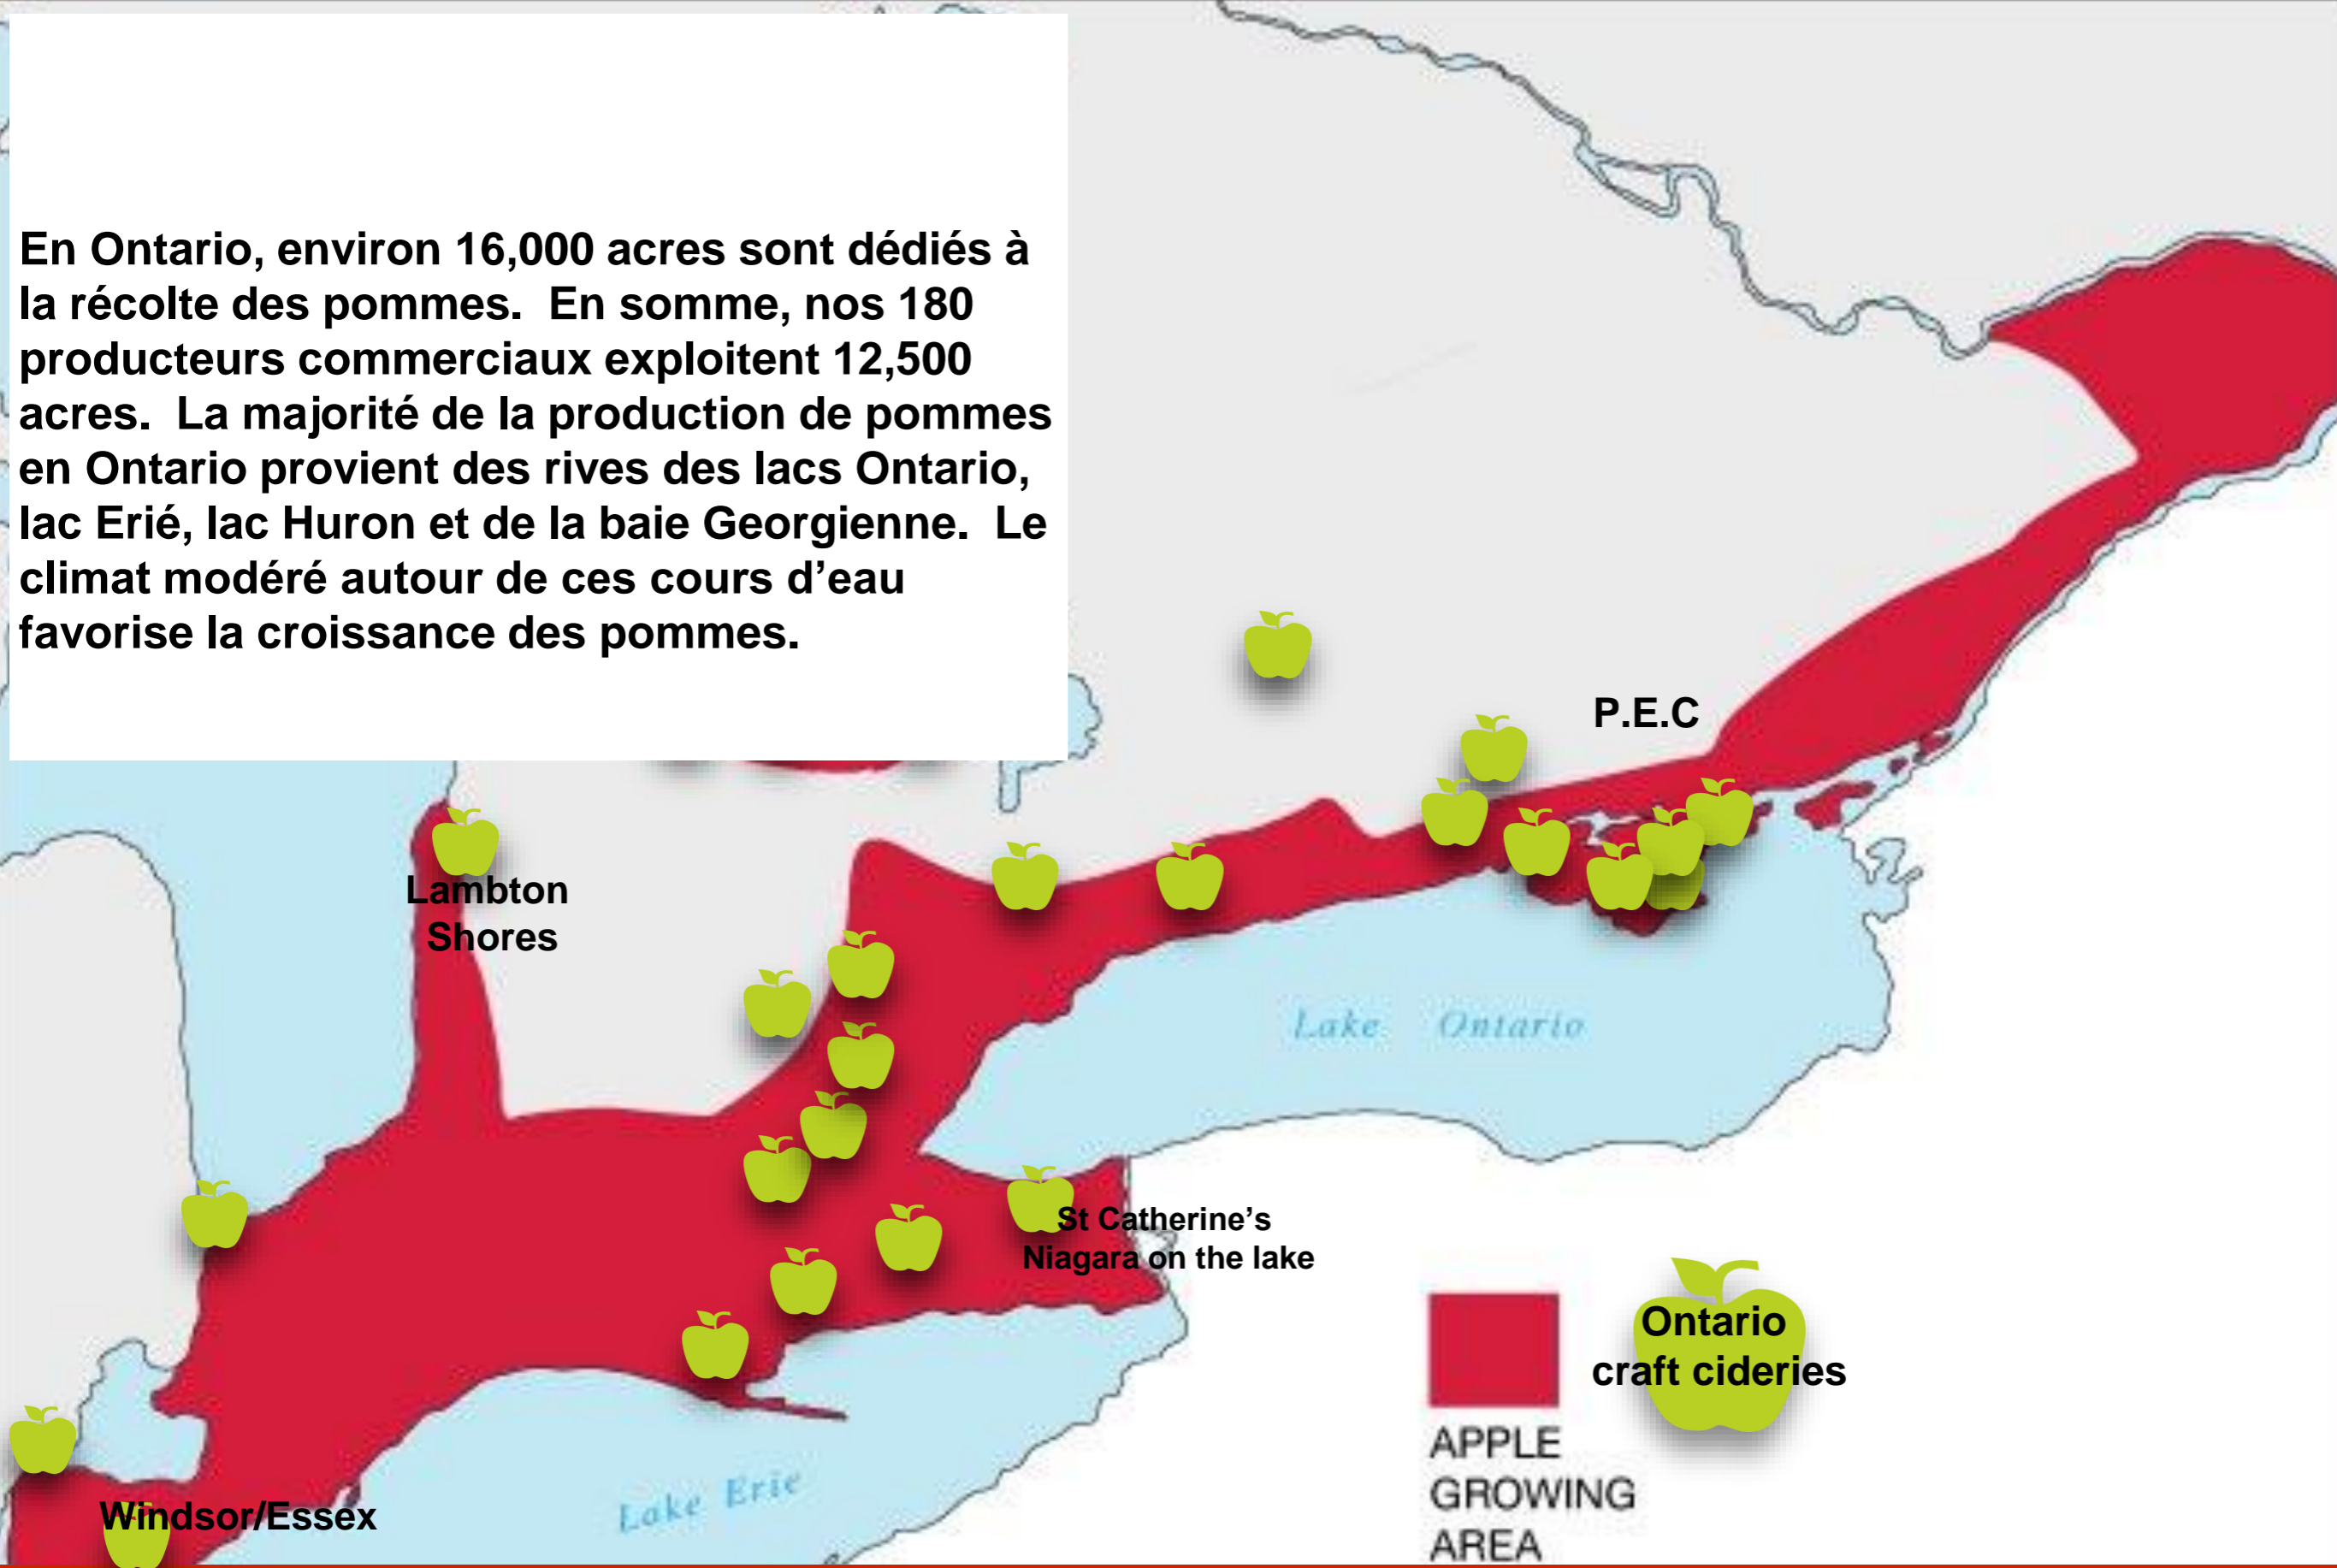 En Ontario, environ 16,000 acres sont dédiés à
la récolte des pommes.  En somme, nos 180
producteurs commerciaux exploitent 12,500
acres.  La majorité de la production de pommes
en Ontario provient des rives des lacs Ontario,
lac Erié, lac Huron et de la baie Georgienne.  Le
climat modéré autour de ces cours d’eau
favorise la croissance des pommes.
P.E.C
Lambton
Shores
Lake Ontario
St Catherine’s
Niagara on the lake
Ontario
craft cideries
APPLE
GROWING
AREA
Lake Erie
Windsor/Essex